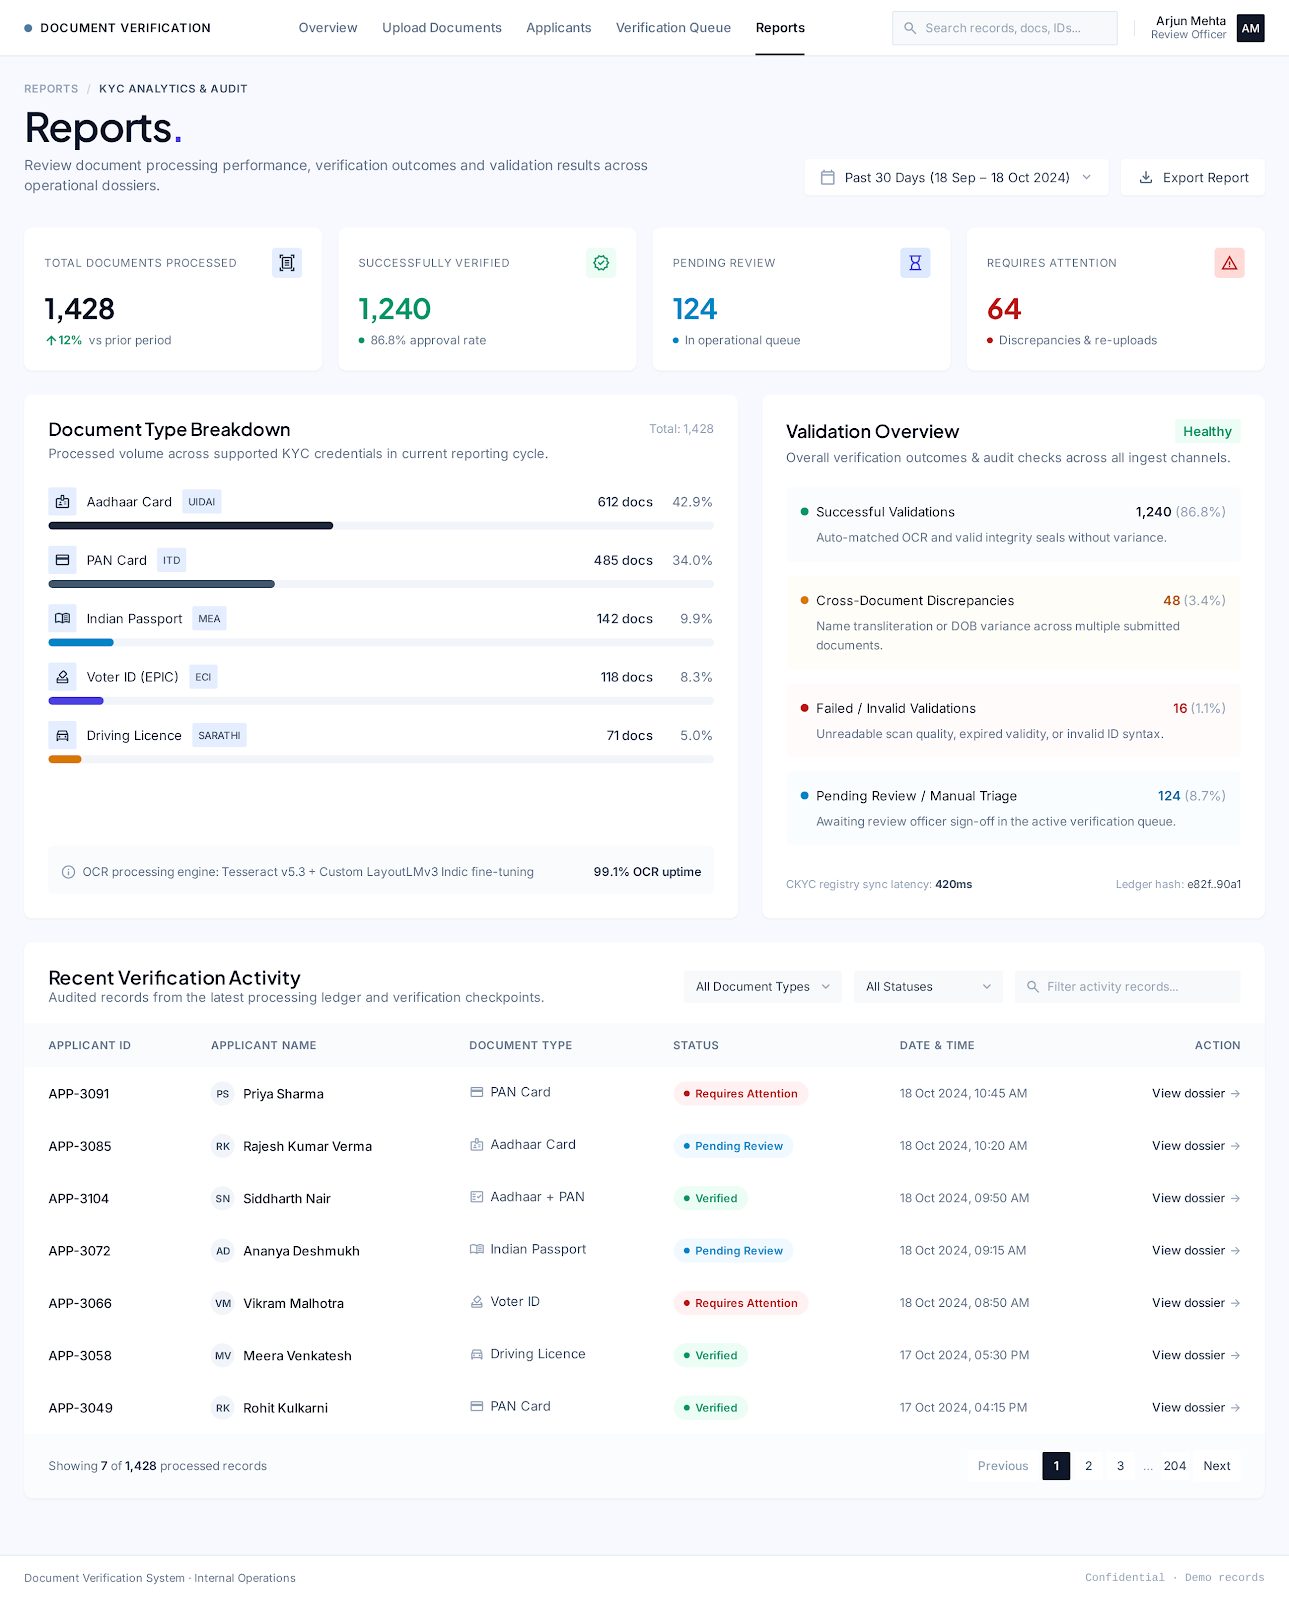 DOCUMENT VERIFICATION
Overview
Upload Documents
Applicants
Verification Queue
Reports
Search records, docs, IDs...
Arjun Mehta
Review Officer
AM
REPORTS / KYC ANALYTICS & AUDIT
Reports.
Review document processing performance, verification outcomes and validation results across
operational dossiers.
Past 30 Days (18 Sep – 18 Oct 2024)
Export Report
TOTAL DOCUMENTS PROCESSED
1,428
↑12% vs prior period
SUCCESSFULLY VERIFIED
1,240
86.8% approval rate
PENDING REVIEW
124
In operational queue
REQUIRES ATTENTION
64
Discrepancies & re-uploads
Document Type Breakdown
Total: 1,428
Processed volume across supported KYC credentials in current reporting cycle.
Aadhaar Card UIDAI 612 docs 42.9%
PAN Card ITD 485 docs 34.0%
Indian Passport MEA 142 docs 9.9%
Voter ID (EPIC) ECI 118 docs 8.3%
Driving Licence SARATHI 71 docs 5.0%
OCR processing engine: Tesseract v5.3 + Custom LayoutLMv3 Indic fine-tuning 99.1% OCR uptime
Validation Overview
Healthy
Overall verification outcomes & audit checks across all ingest channels.
Successful Validations 1,240 (86.8%)
Auto-matched OCR and valid integrity seals without variance.
Cross-Document Discrepancies 48 (3.4%)
Name transliteration or DOB variance across multiple submitted
documents.
Failed / Invalid Validations 16 (1.1%)
Unreadable scan quality, expired validity, or invalid ID syntax.
Pending Review / Manual Triage 124 (8.7%)
Awaiting review officer sign-off in the active verification queue.
CKYC registry sync latency: 420ms
Ledger hash: e82f..90a1
Recent Verification Activity
Audited records from the latest processing ledger and verification checkpoints.
All Document Types
All Statuses
Filter activity records...
APPLICANT ID APPLICANT NAME DOCUMENT TYPE STATUS DATE & TIME ACTION
APP-3091 PS Priya Sharma PAN Card Requires Attention 18 Oct 2024, 10:45 AM View dossier →
APP-3085 RK Rajesh Kumar Verma Aadhaar Card Pending Review 18 Oct 2024, 10:20 AM View dossier →
APP-3104 SN Siddharth Nair Aadhaar + PAN Verified 18 Oct 2024, 09:50 AM View dossier →
APP-3072 AD Ananya Deshmukh Indian Passport Pending Review 18 Oct 2024, 09:15 AM View dossier →
APP-3066 VM Vikram Malhotra Voter ID Requires Attention 18 Oct 2024, 08:50 AM View dossier →
APP-3058 MV Meera Venkatesh Driving Licence Verified 17 Oct 2024, 05:30 PM View dossier →
APP-3049 RK Rohit Kulkarni PAN Card Verified 17 Oct 2024, 04:15 PM View dossier →
Showing 7 of 1,428 processed records
Previous 1 2 3 ... 204 Next
Document Verification System · Internal Operations
Confidential · Demo records